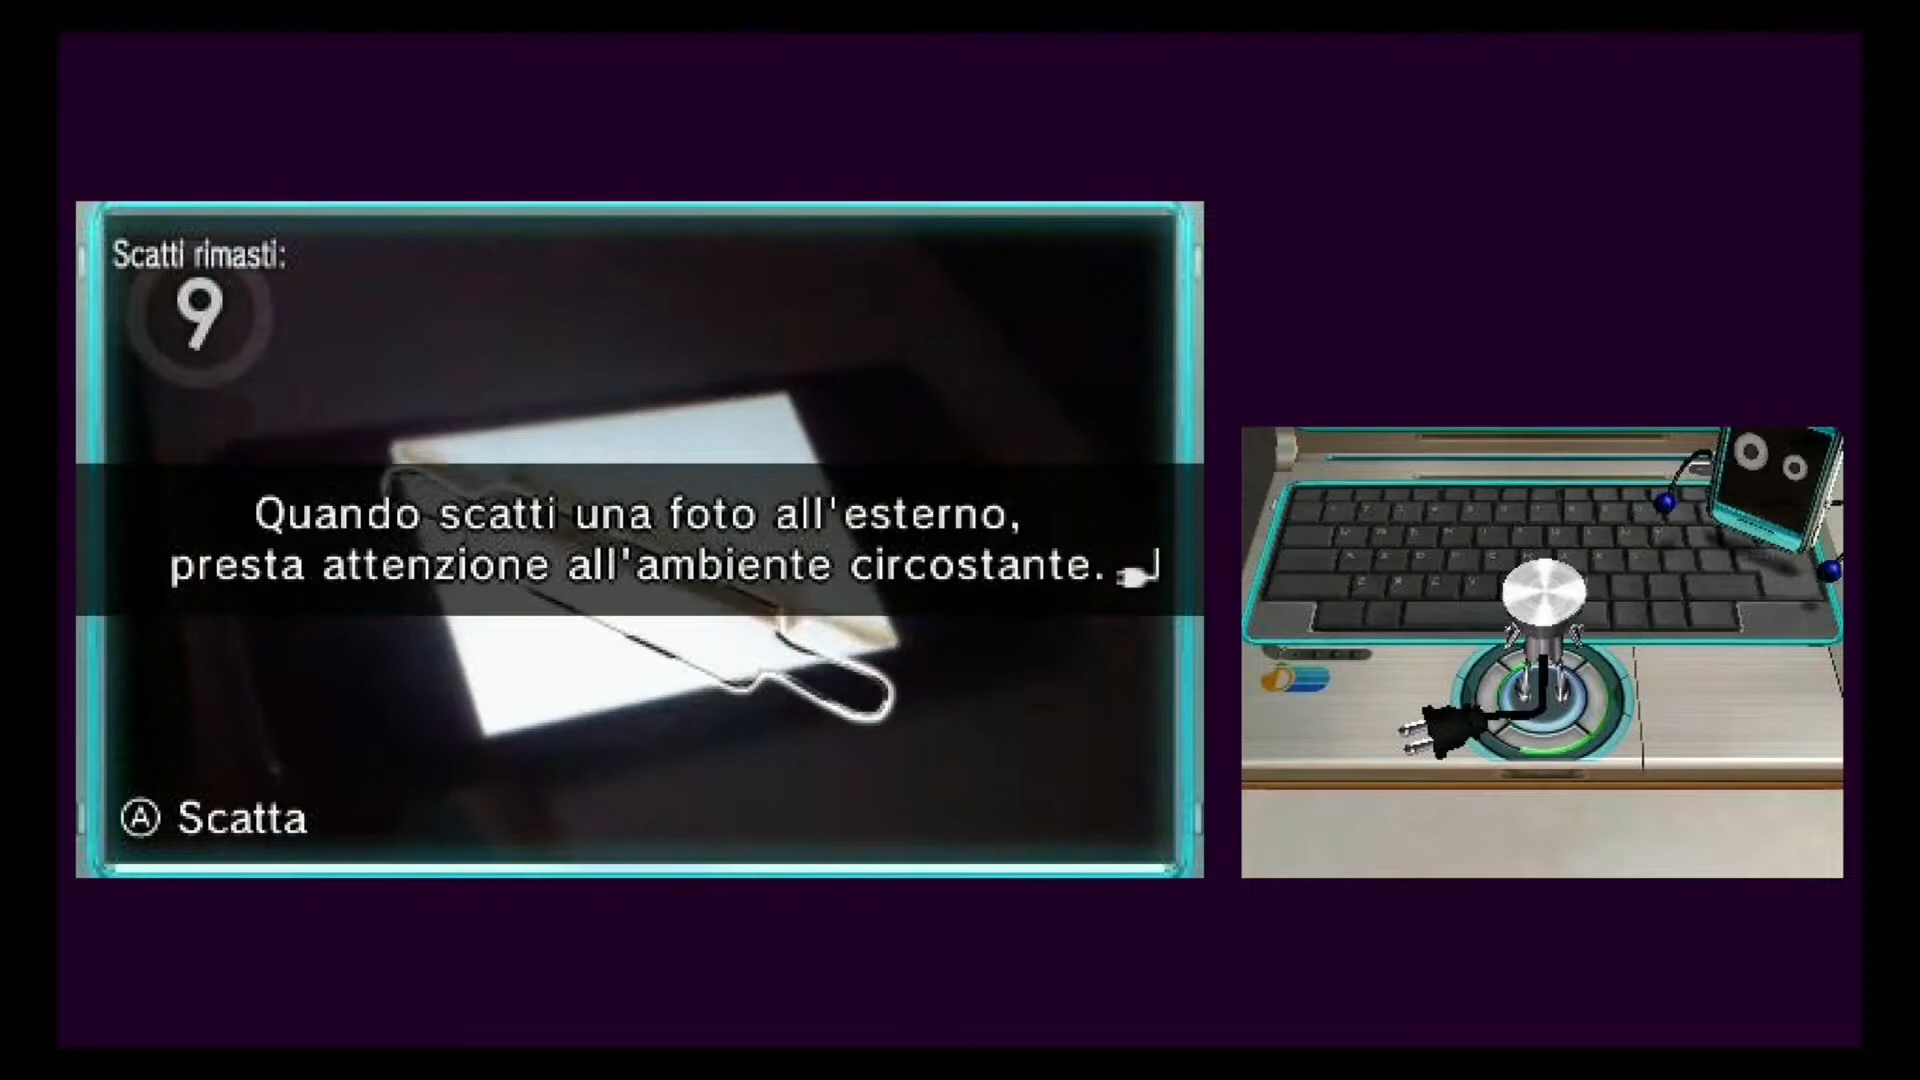 Scatti rimasti:
9
Quando scatti una foto all'esterno,
presta attenzione all'ambiente circostante.
Ⓐ Scatta